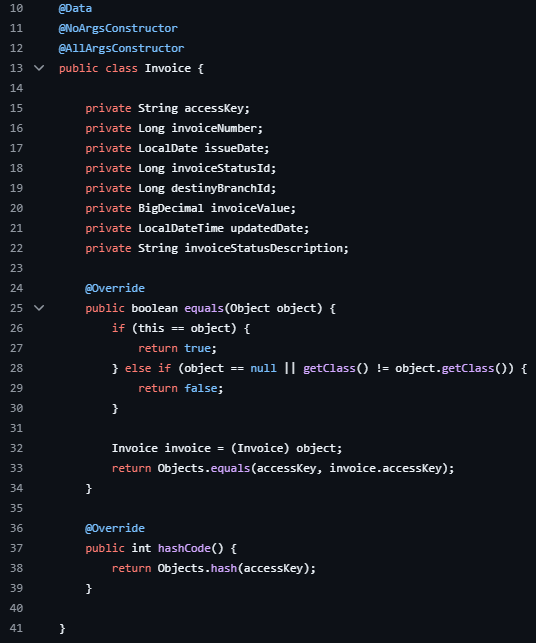 10 @Data
11 @NoArgsConstructor
12 @AllArgsConstructor
13 public class Invoice {
14
15     private String accessKey;
16     private Long invoiceNumber;
17     private LocalDate issueDate;
18     private Long invoiceStatusId;
19     private Long destinyBranchId;
20     private BigDecimal invoiceValue;
21     private LocalDateTime updatedDate;
22     private String invoiceStatusDescription;
23
24     @Override
25     public boolean equals(Object object) {
26         if (this == object) {
27             return true;
28         } else if (object == null || getClass() != object.getClass()) {
29             return false;
30         }
31
32         Invoice invoice = (Invoice) object;
33         return Objects.equals(accessKey, invoice.accessKey);
34     }
35
36     @Override
37     public int hashCode() {
38         return Objects.hash(accessKey);
39     }
40
41 }